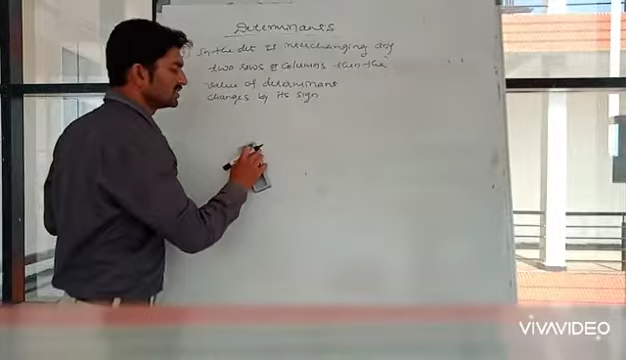 Determinants
In the det If interchanging any
two rows or columns then the
value of determinant
changes by its sign
VIVAVIDEO